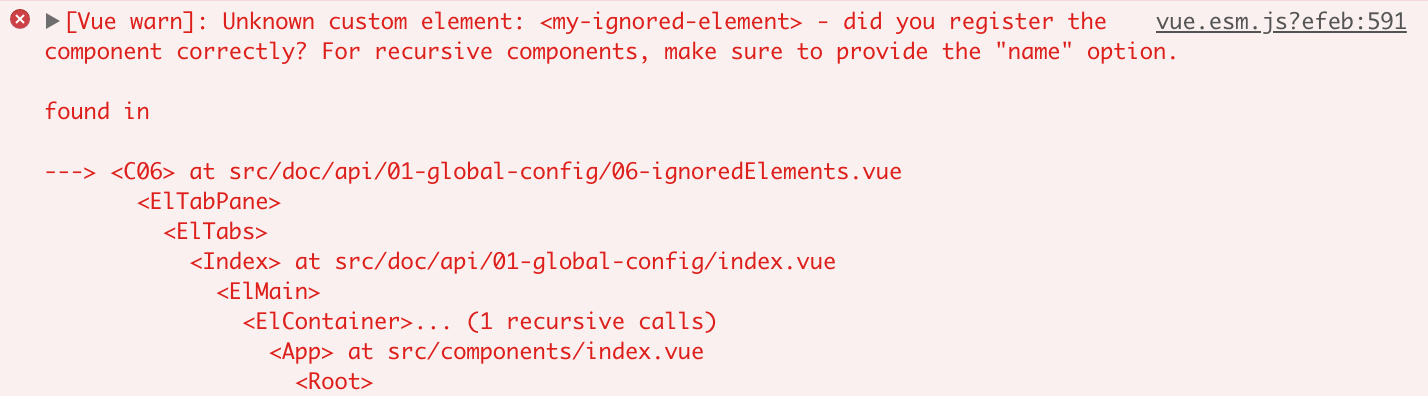 ▶[Vue warn]: Unknown custom element: <my-ignored-element> - did you register the vue.esm.js?efeb:591
component correctly? For recursive components, make sure to provide the "name" option.
found in
---> <C06> at src/doc/api/01-global-config/06-ignoredElements.vue
<ElTabPane>
<ElTabs>
<Index> at src/doc/api/01-global-config/index.vue
<ElMain>
<ElContainer>... (1 recursive calls)
<App> at src/components/index.vue
<Root>